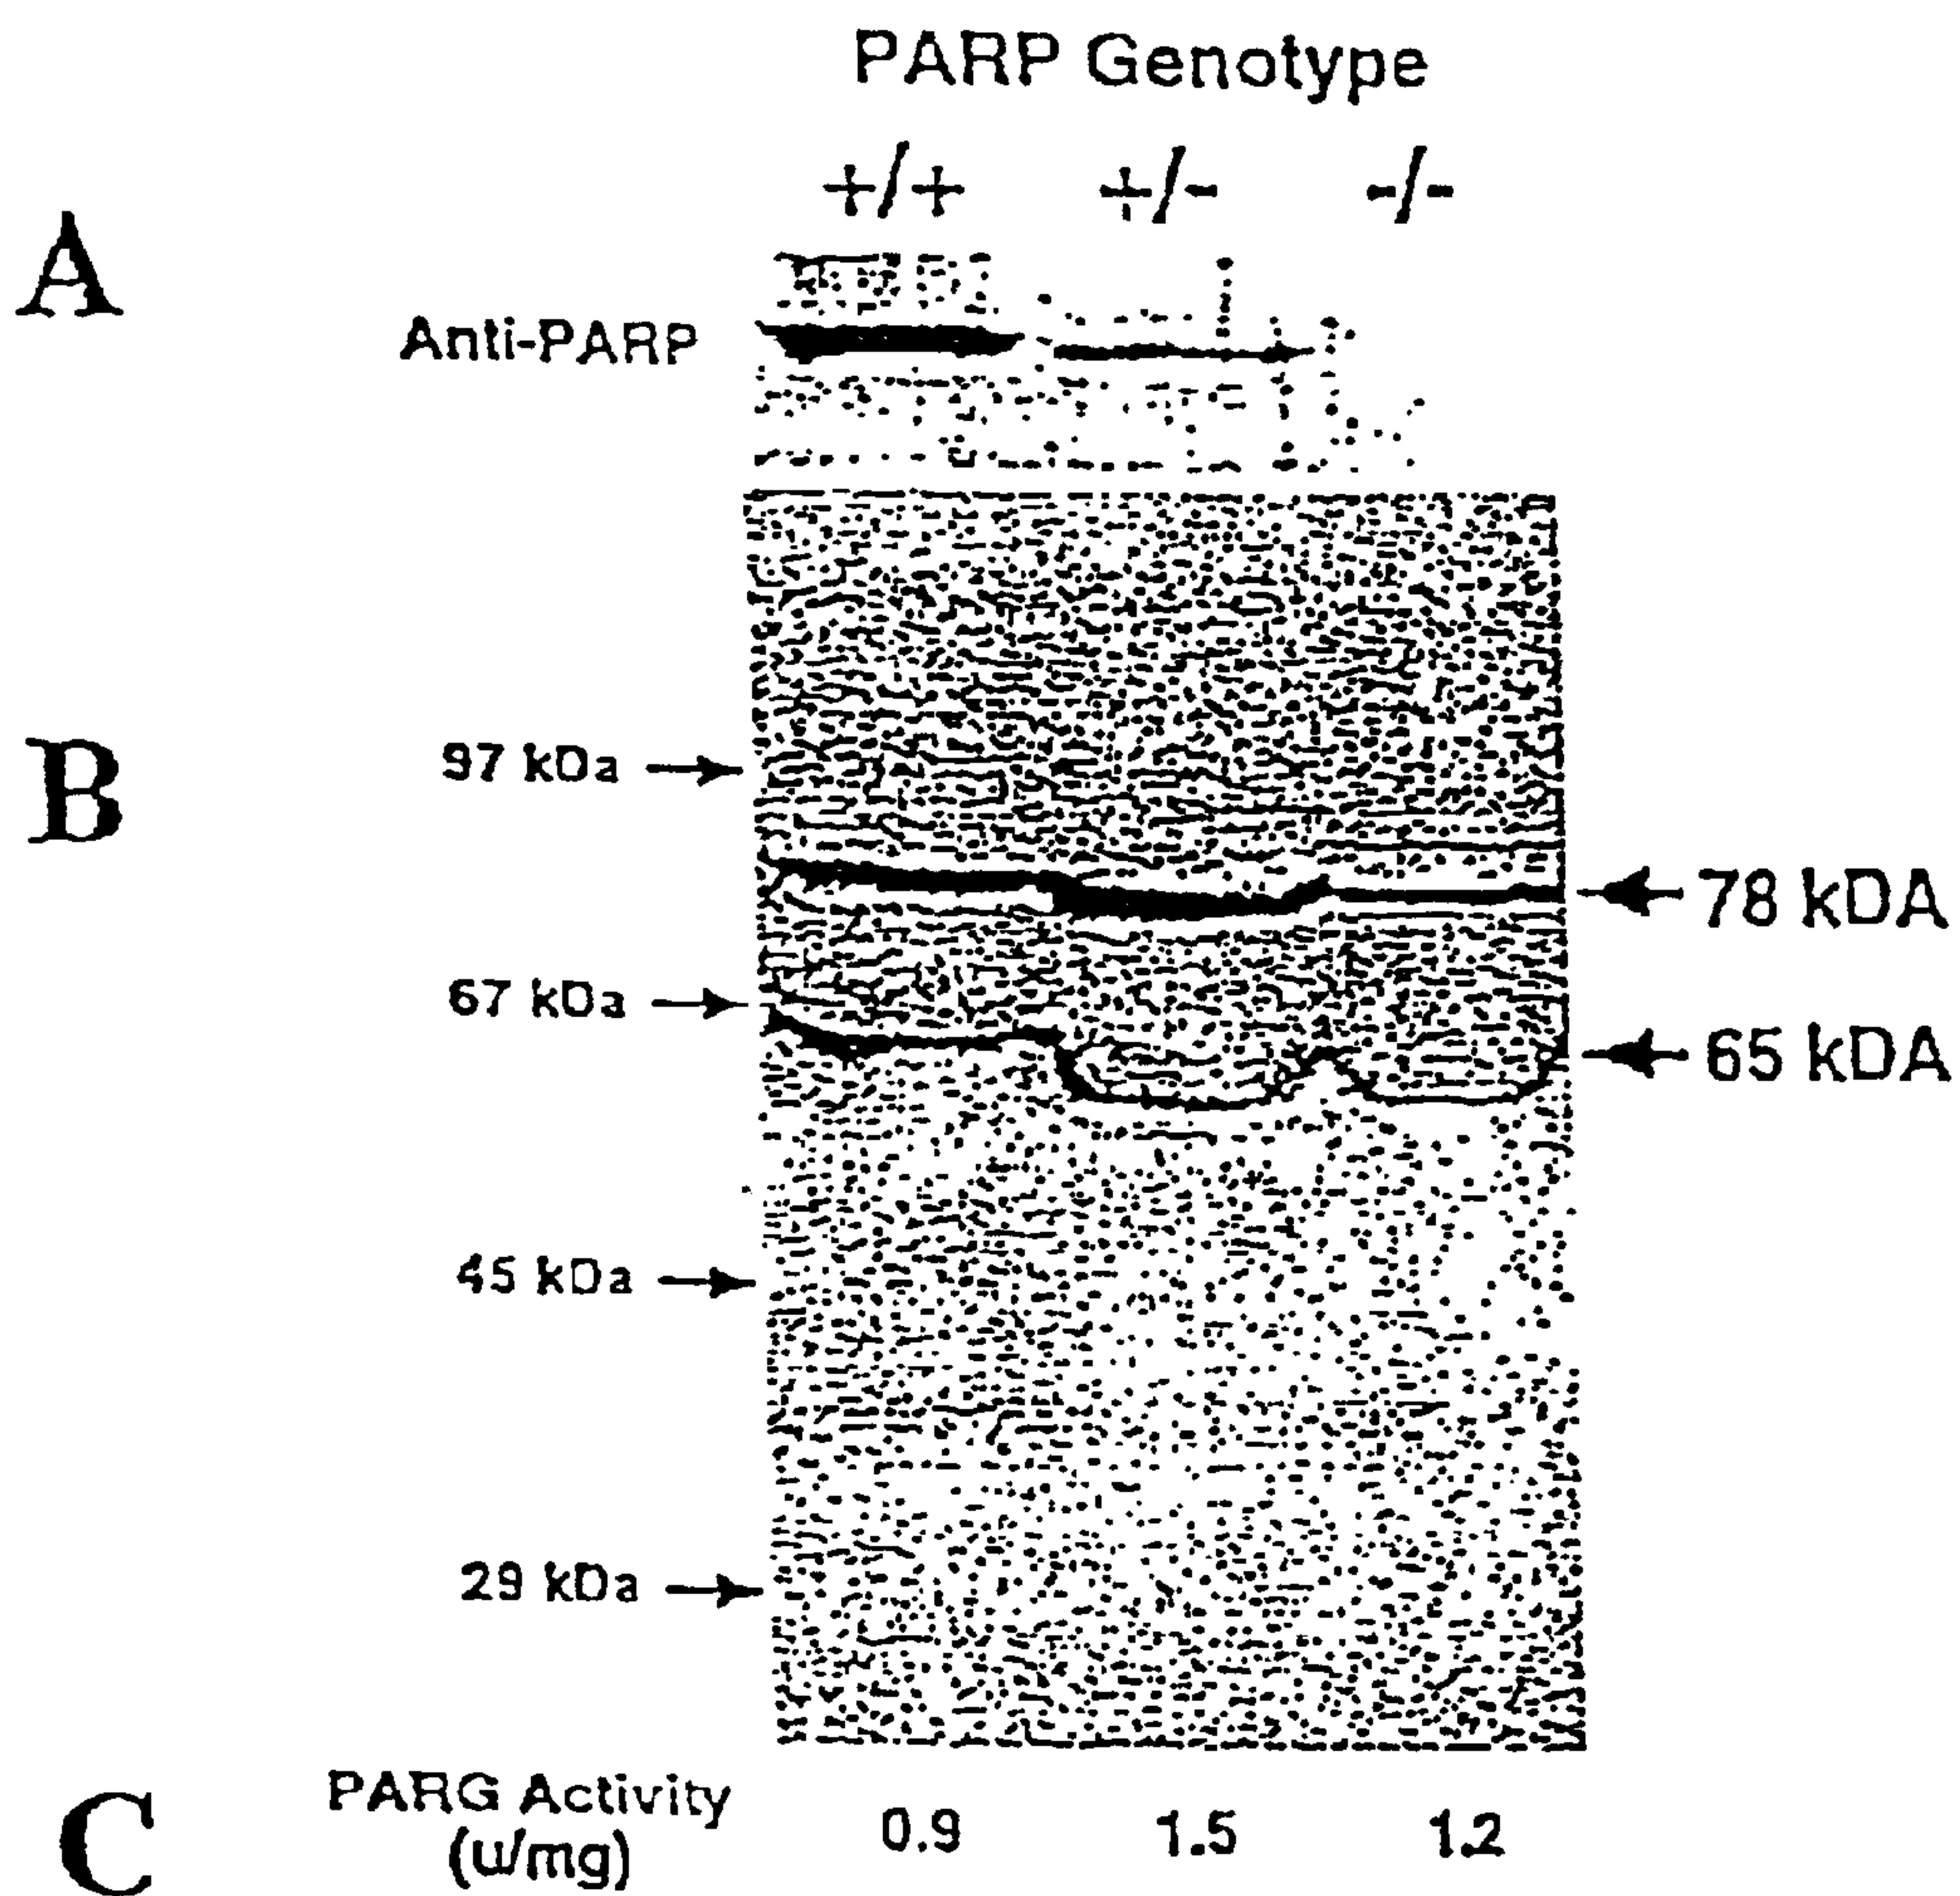 PARP Genotype
+/+ +/- -/-
A
Anti-PARP
B
97 kDa
78 kDA
67 kDa
65 kDA
45 kDa
29 kDa
C
PARG Activity 0.9 1.5 1.2
(u/mg)